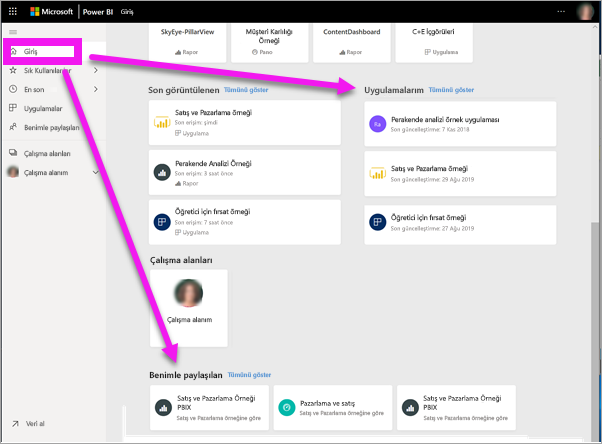 Microsoft Power BI Giriş
Giriş
Sık Kullanılanlar
En son
Uygulamalar
Benimle paylaşılan
Çalışma alanları
Çalışma alanım
Veri al
SkyEye-PillarView
Rapor
Müşteri Karlılığı
Örneği
Pano
ContentDashboard
Rapor
C+E İçgörüleri
Uygulama
Son görüntülenen Tümünü göster
Satış ve Pazarlama örneği
Son erişim: şimdi
Uygulama
Perakende Analizi Örneği
Son erişim: 3 saat önce
Rapor
Öğretici için fırsat örneği
Son erişim: 7 saat önce
Uygulama
Uygulamalarım Tümünü göster
Ra
Perakende analizi örnek uygulaması
Son güncelleştirme: 7 Kas 2018
Satış ve Pazarlama örneği
Son güncelleştirme: 29 Ağu 2019
Öğretici için fırsat örneği
Son güncelleştirme: 27 Ağu 2019
Çalışma alanları
Çalışma alanım
Benimle paylaşılan Tümünü göster
Satış ve Pazarlama Örneği
PBIX
Satış ve Pazarlama örneğine göre
Pazarlama ve satış
Satış ve Pazarlama örneğine göre
Satış ve Pazarlama Örneği
PBIX
Satış ve Pazarlama örneğine göre